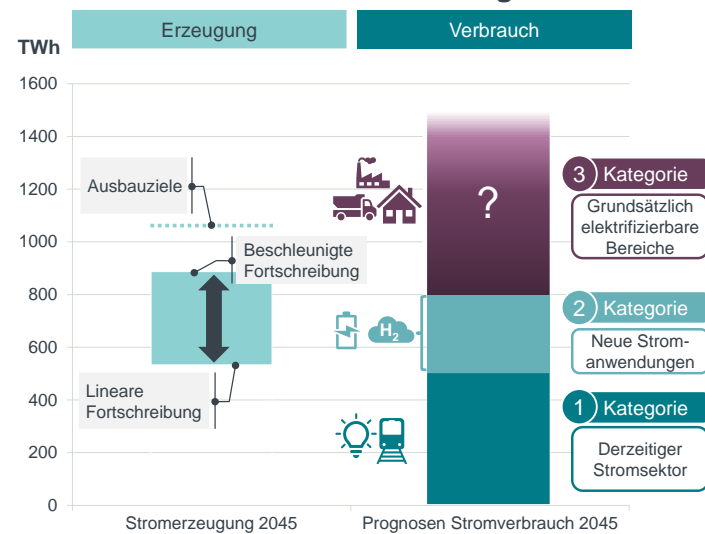 Erzeugung
Verbrauch
TWh
1600
1400
1200
1000
800
600
400
200
0
Ausbauziele
Beschleunigte
Fortschreibung
Lineare
Fortschreibung
?
H2
3 Kategorie
Grundsätzlich
elektrifizierbare
Bereiche
2 Kategorie
Neue Strom-
anwendungen
1 Kategorie
Derzeitiger
Stromsektor
Stromerzeugung 2045
Prognosen Stromverbrauch 2045